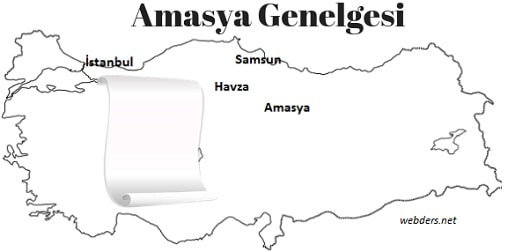 Amasya Genelgesi
İstanbul
Samsun
Havza
Amasya
webders.net